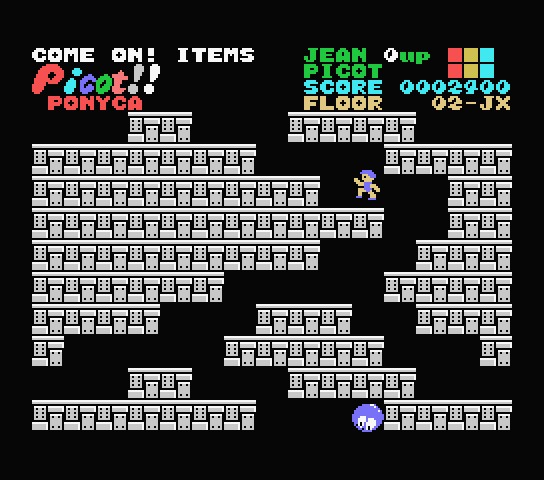 COME ON! ITEMS
Picot!!
PONYCA
JEAN 0up
PICOT
SCORE 0002900
FLOOR 02-JX